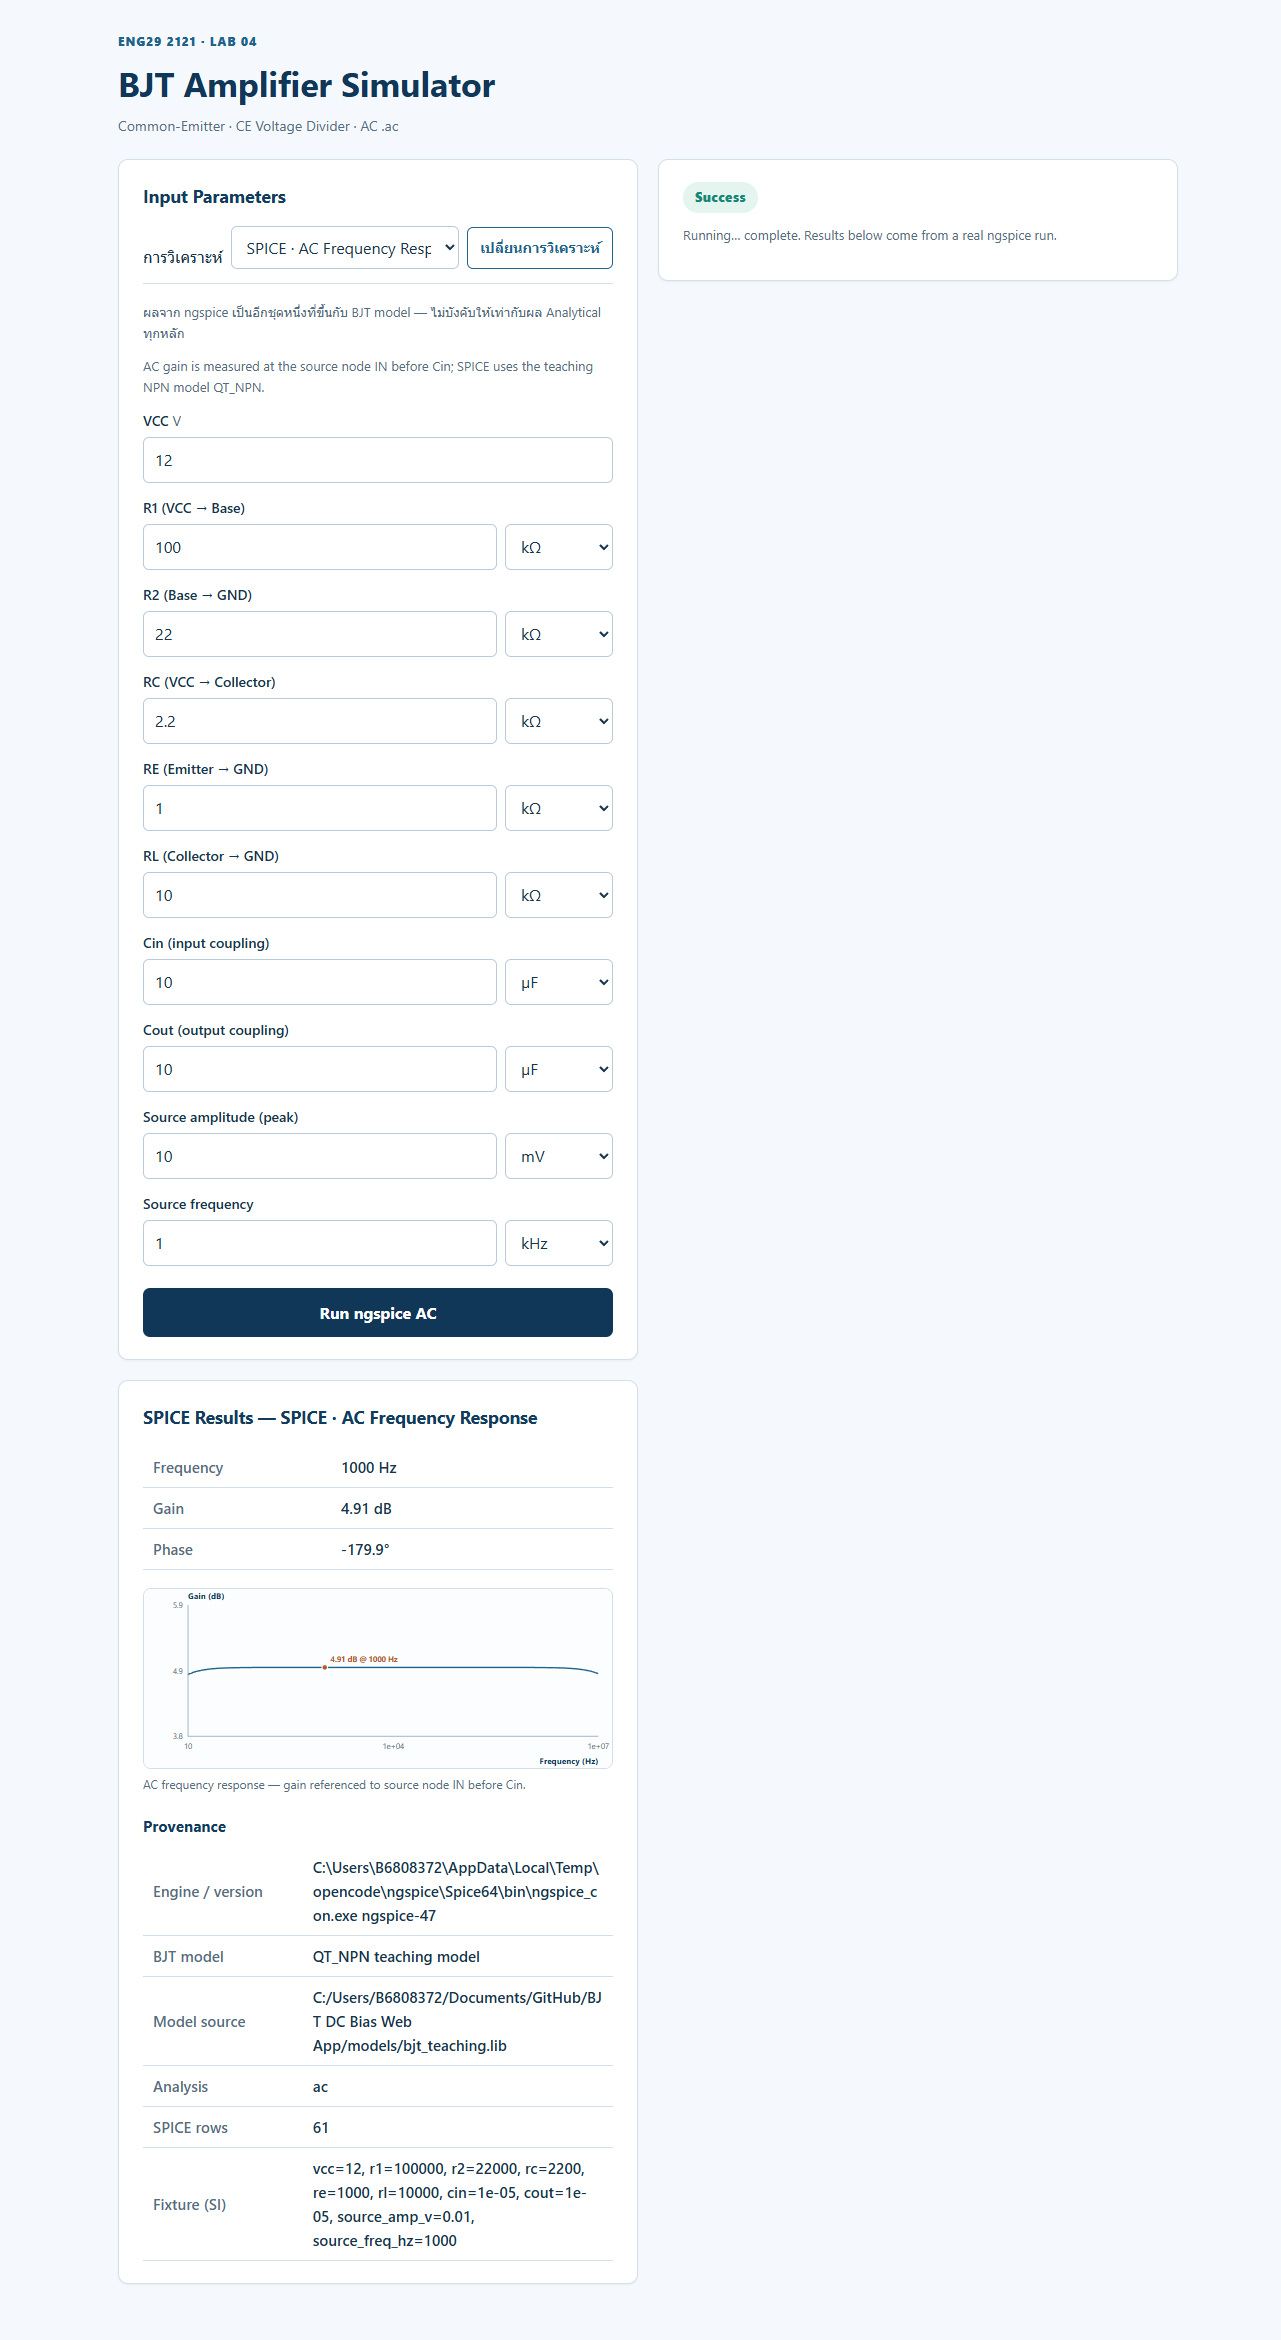 ENG29 2121 · LAB 04
BJT Amplifier Simulator
Common-Emitter · CE Voltage Divider · AC .ac
Input Parameters
การวิเคราะห์
SPICE · AC Frequency Resp
เปลี่ยนการวิเคราะห์
ผลจาก ngspice เป็นอีกชุดหนึ่งที่ขึ้นกับ BJT model — ไม่บังคับให้เท่ากับผล Analytical
ทุกหลัก
AC gain is measured at the source node IN before Cin; SPICE uses the teaching
NPN model QT_NPN.
VCC V
12
R1 (VCC → Base)
100
kΩ
R2 (Base → GND)
22
kΩ
RC (VCC → Collector)
2.2
kΩ
RE (Emitter → GND)
1
kΩ
RL (Collector → GND)
10
kΩ
Cin (input coupling)
10
µF
Cout (output coupling)
10
µF
Source amplitude (peak)
10
mV
Source frequency
1
kHz
Run ngspice AC
Success
Running... complete. Results below come from a real ngspice run.
SPICE Results — SPICE · AC Frequency Response
Frequency 1000 Hz
Gain 4.91 dB
Phase -179.9°
Gain (dB)
5.9
4.91 dB @ 1000 Hz
4.9
3.8
10 1e+04 1e+07
Frequency (Hz)
AC frequency response — gain referenced to source node IN before Cin.
Provenance
Engine / version
C:\Users\B6808372\AppData\Local\Temp\
opencode\ngspice\Spice64\bin\ngspice_c
on.exe ngspice-47
BJT model QT_NPN teaching model
Model source
C:/Users/B6808372/Documents/GitHub/BJ
T DC Bias Web
App/models/bjt_teaching.lib
Analysis ac
SPICE rows 61
Fixture (SI)
vcc=12, r1=100000, r2=22000, rc=2200,
re=1000, rl=10000, cin=1e-05, cout=1e-
05, source_amp_v=0.01,
source_freq_hz=1000